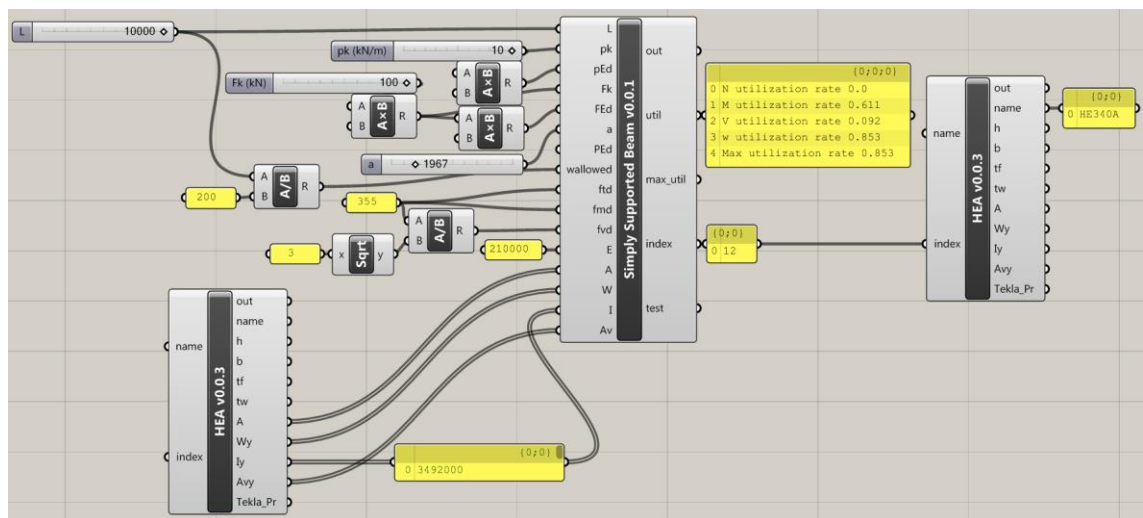 L 10000
pk (kN/m) 10
Fk (kN) 100
A
B
A×B
R
A
B
A×B
R
A
B
A×B
R
a 1967
200
A
B
A/B
R
355
3
x
Sqrt
y
A
B
A/B
R
210000
L
pk
pEd
Fk
FEd
a
PEd
wallowed
ftd
fmd
fvd
E
A
W
I
Av
Simply Supported Beam v0.0.1
out
util
max_util
index
test
{0;0;0}
0 N utilization rate 0.0
1 M utilization rate 0.611
2 V utilization rate 0.092
3 w utilization rate 0.853
4 Max utilization rate 0.853
{0;0}
0 12
name
index
HEA v0.0.3
out
name
h
b
tf
tw
A
Wy
Iy
Avy
Tekla_Pr
{0;0}
0 HE340A
name
index
HEA v0.0.3
out
name
h
b
tf
tw
A
Wy
Iy
Avy
Tekla_Pr
{0;0}
0 3492000